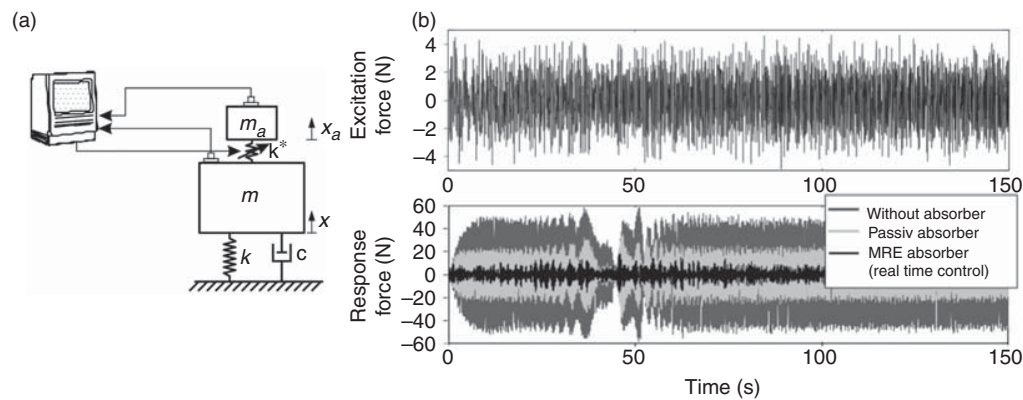 (a)
m_a
x_a
k*
m
x
k
c
(b)
Excitation
force (N)
4
2
0
−2
−4
0
50
100
150
Response
force (N)
60
40
20
0
−20
−40
−60
0
50
100
150
Without absorber
Passiv absorber
MRE absorber
(real time control)
Time (s)